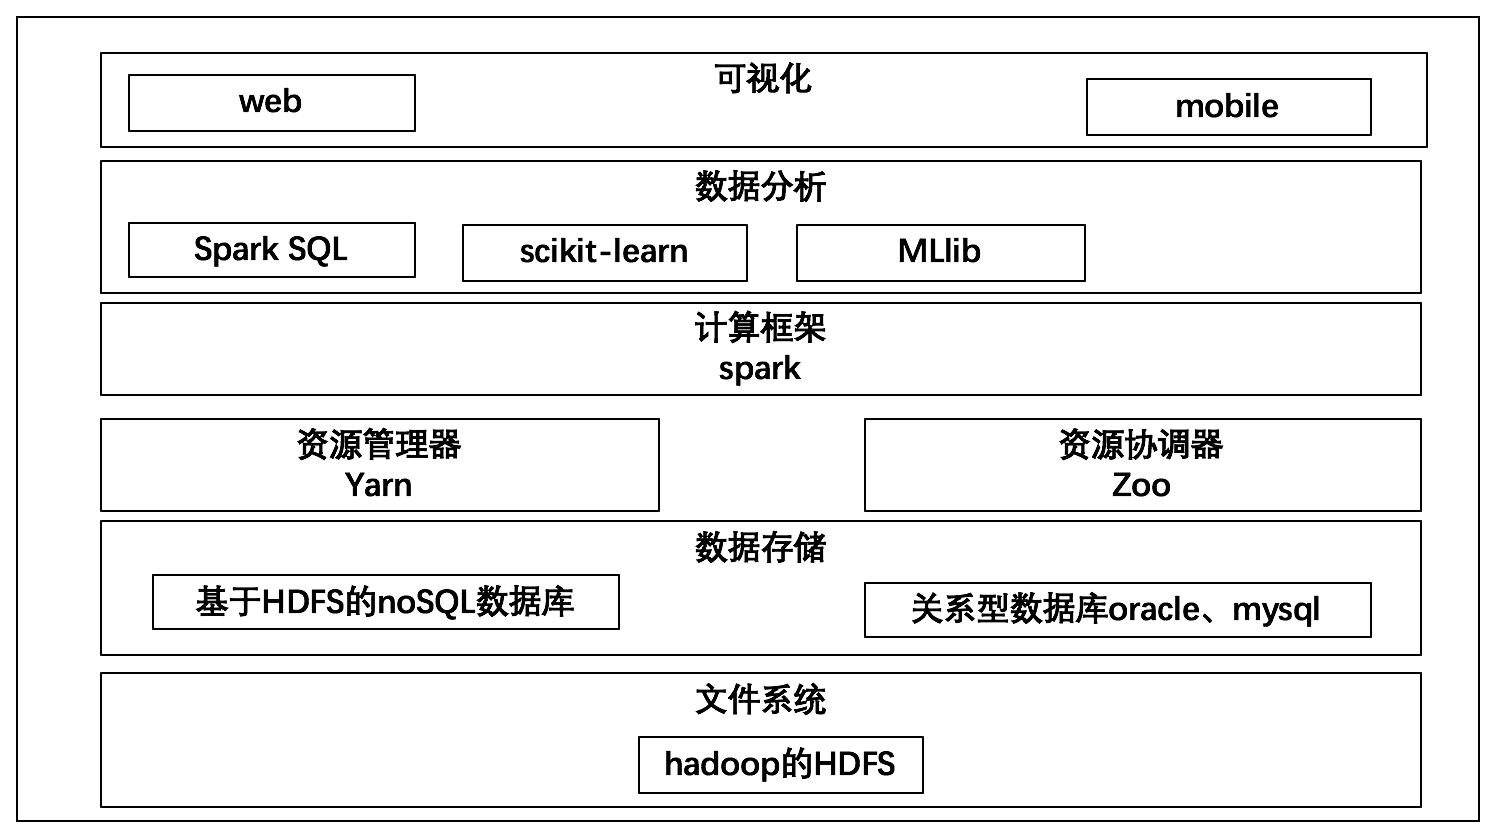 可视化
web
mobile
数据分析
Spark SQL
scikit-learn
MLlib
计算框架
spark
资源管理器
Yarn
资源协调器
Zoo
数据存储
基于HDFS的noSQL数据库
关系型数据库oracle、mysql
文件系统
hadoop的HDFS